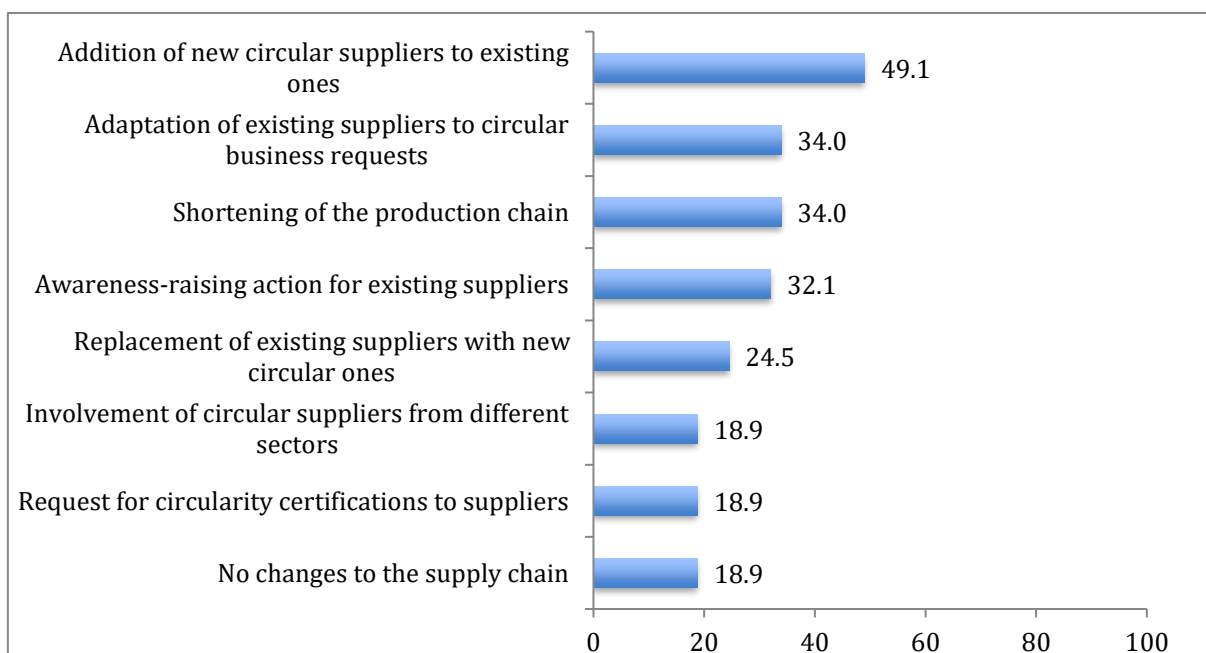 Addition of new circular suppliers to existing
ones
49.1
Adaptation of existing suppliers to circular
business requests
34.0
Shortening of the production chain
34.0
Awareness-raising action for existing suppliers
32.1
Replacement of existing suppliers with new
circular ones
24.5
Involvement of circular suppliers from different
sectors
18.9
Request for circularity certifications to suppliers
18.9
No changes to the supply chain
18.9
0 20 40 60 80 100